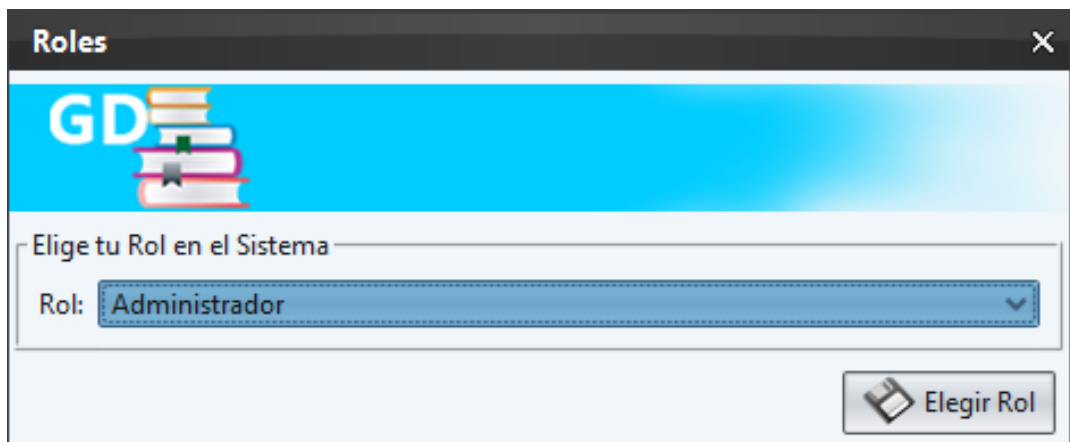 Roles
GD
Elige tu Rol en el Sistema
Rol: Administrador
Elegir Rol